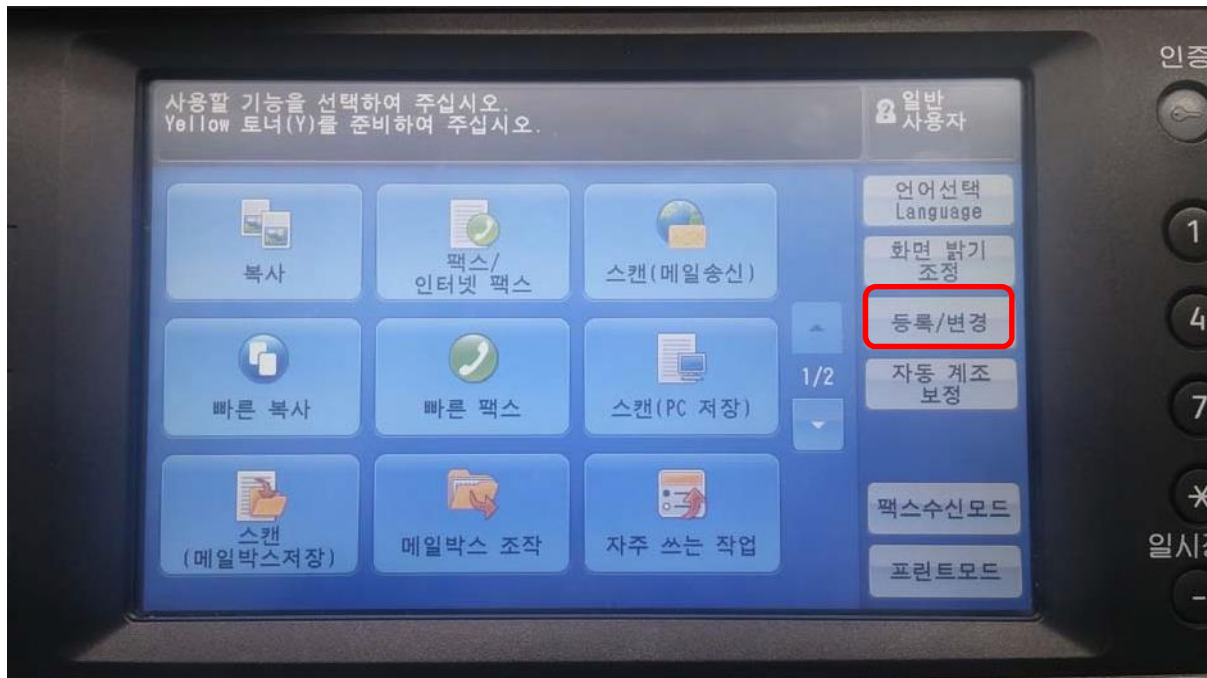 사용할 기능을 선택하여 주십시오.
Yellow 토너(Y)를 준비하여 주십시오.
일반
사용자
인증
복사
팩스/
인터넷 팩스
스캔(메일송신)
언어선택
Language
화면 밝기
조정
등록/변경
자동 계조
보정
빠른 복사
빠른 팩스
스캔(PC 저장)
1/2
스캔
(메일박스저장)
메일박스 조작
자주 쓰는 작업
팩스수신모드
프린트모드
1
4
7
일시